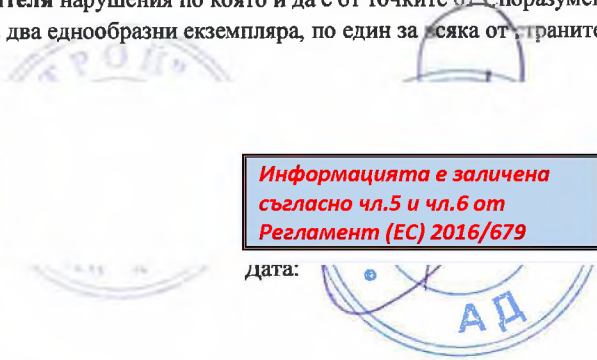 нарушения по която и да е от точките от
два еднообразни екземпляра, по един за всяка от страните
ТРОЙ"
Информацията е заличена
съгласно чл.5 и чл.6 от
Регламент (ЕС) 2016/679
Дата:
АД